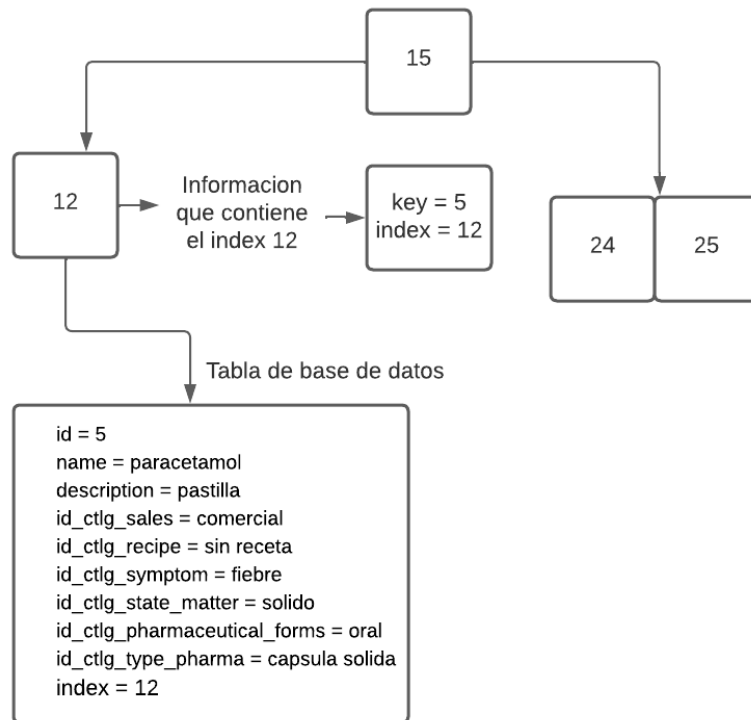 15
12
Informacion
que contiene
el index 12
key = 5
index = 12
24
25
Tabla de base de datos
id = 5
name = paracetamol
description = pastilla
id_ctlg_sales = comercial
id_ctlg_recipe = sin receta
id_ctlg_symptom = fiebre
id_ctlg_state_matter = solido
id_ctlg_pharmaceutical_forms = oral
id_ctlg_type_pharma = capsula solida
index = 12